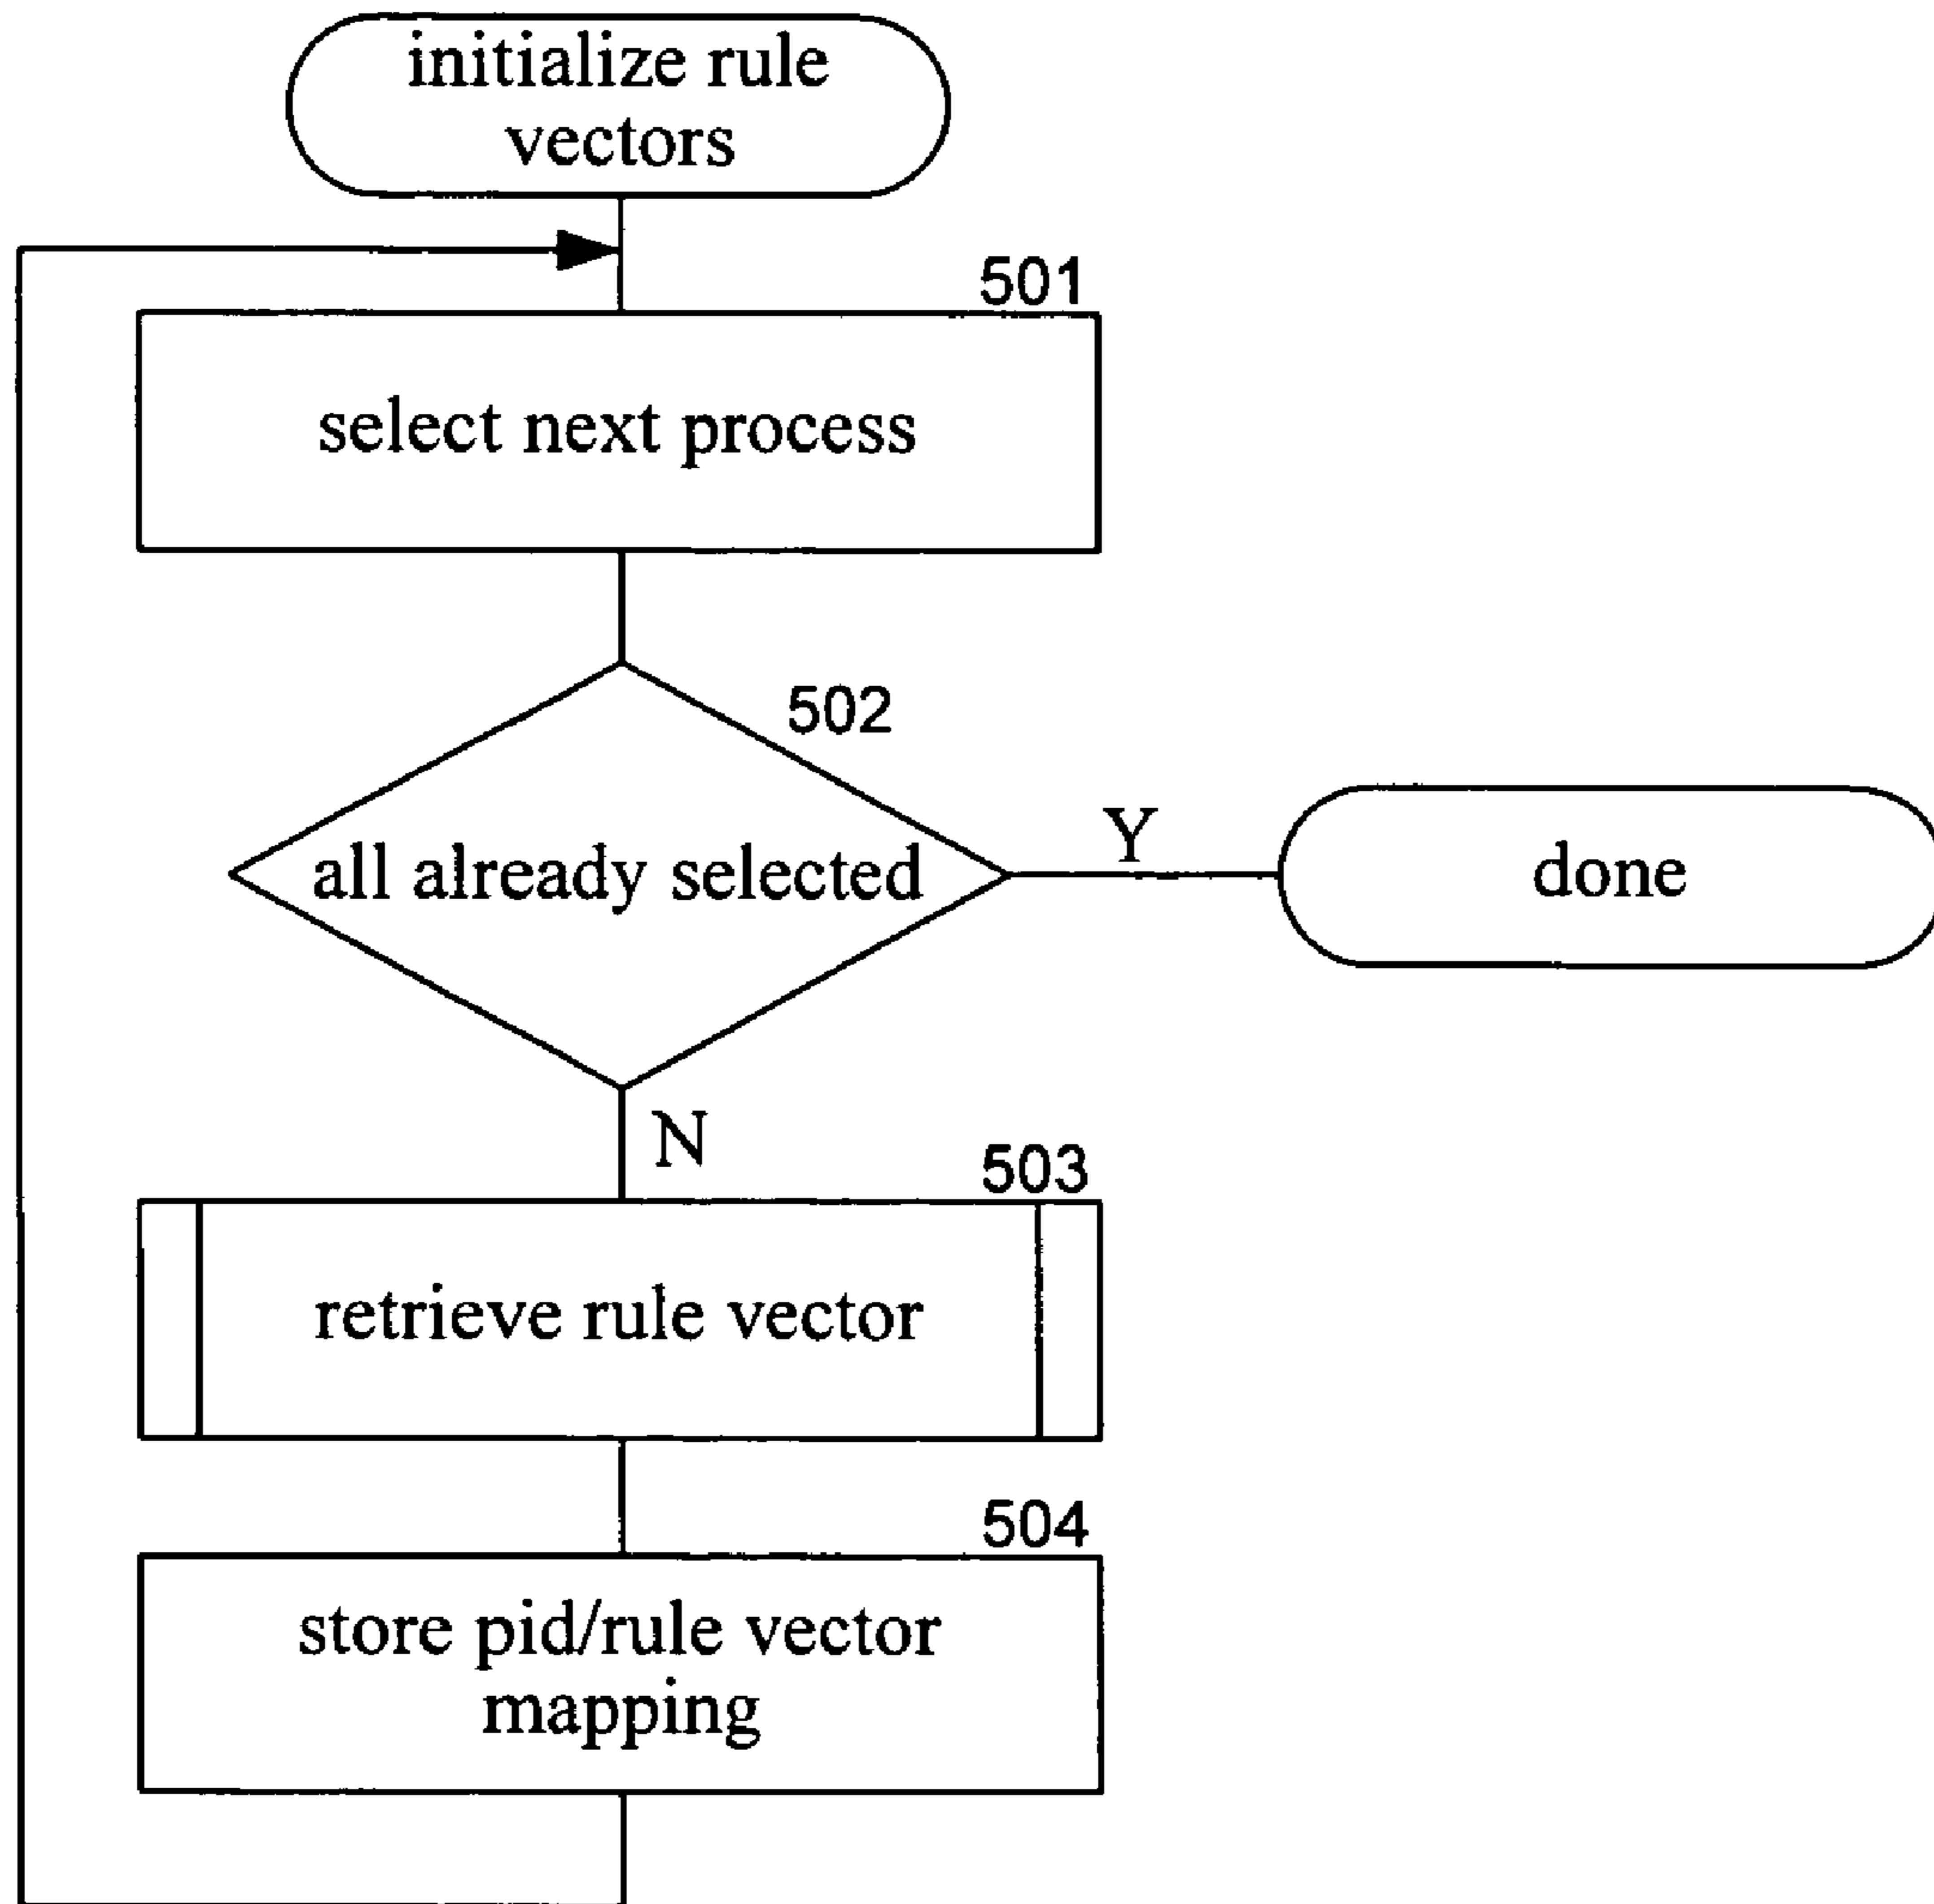 initialize rule
vectors
501
select next process
502
all already selected
Y
done
N
503
retrieve rule vector
504
store pid/rule vector
mapping